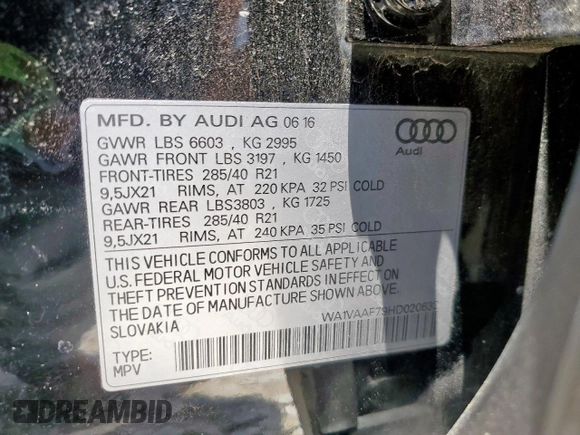 MFD. BY AUDI AG 06 16
GVWR LBS 6603 , KG 2995
GAWR FRONT LBS 3197 , KG 1450
FRONT-TIRES 285/40 R21
9,5JX21 RIMS, AT 220 KPA 32 PSI COLD
GAWR REAR LBS3803 , KG 1725
REAR-TIRES 285/40 R21
9,5JX21 RIMS, AT 240 KPA 35 PSI COLD
THIS VEHICLE CONFORMS TO ALL APPLICABLE
U.S. FEDERAL MOTOR VEHICLE SAFETY AND
THEFT PREVENTION STANDARDS IN EFFECT ON
THE DATE OF MANUFACTURE SHOWN ABOVE.
SLOVAKIA
TYPE:
MPV
Audi
DREAMBID